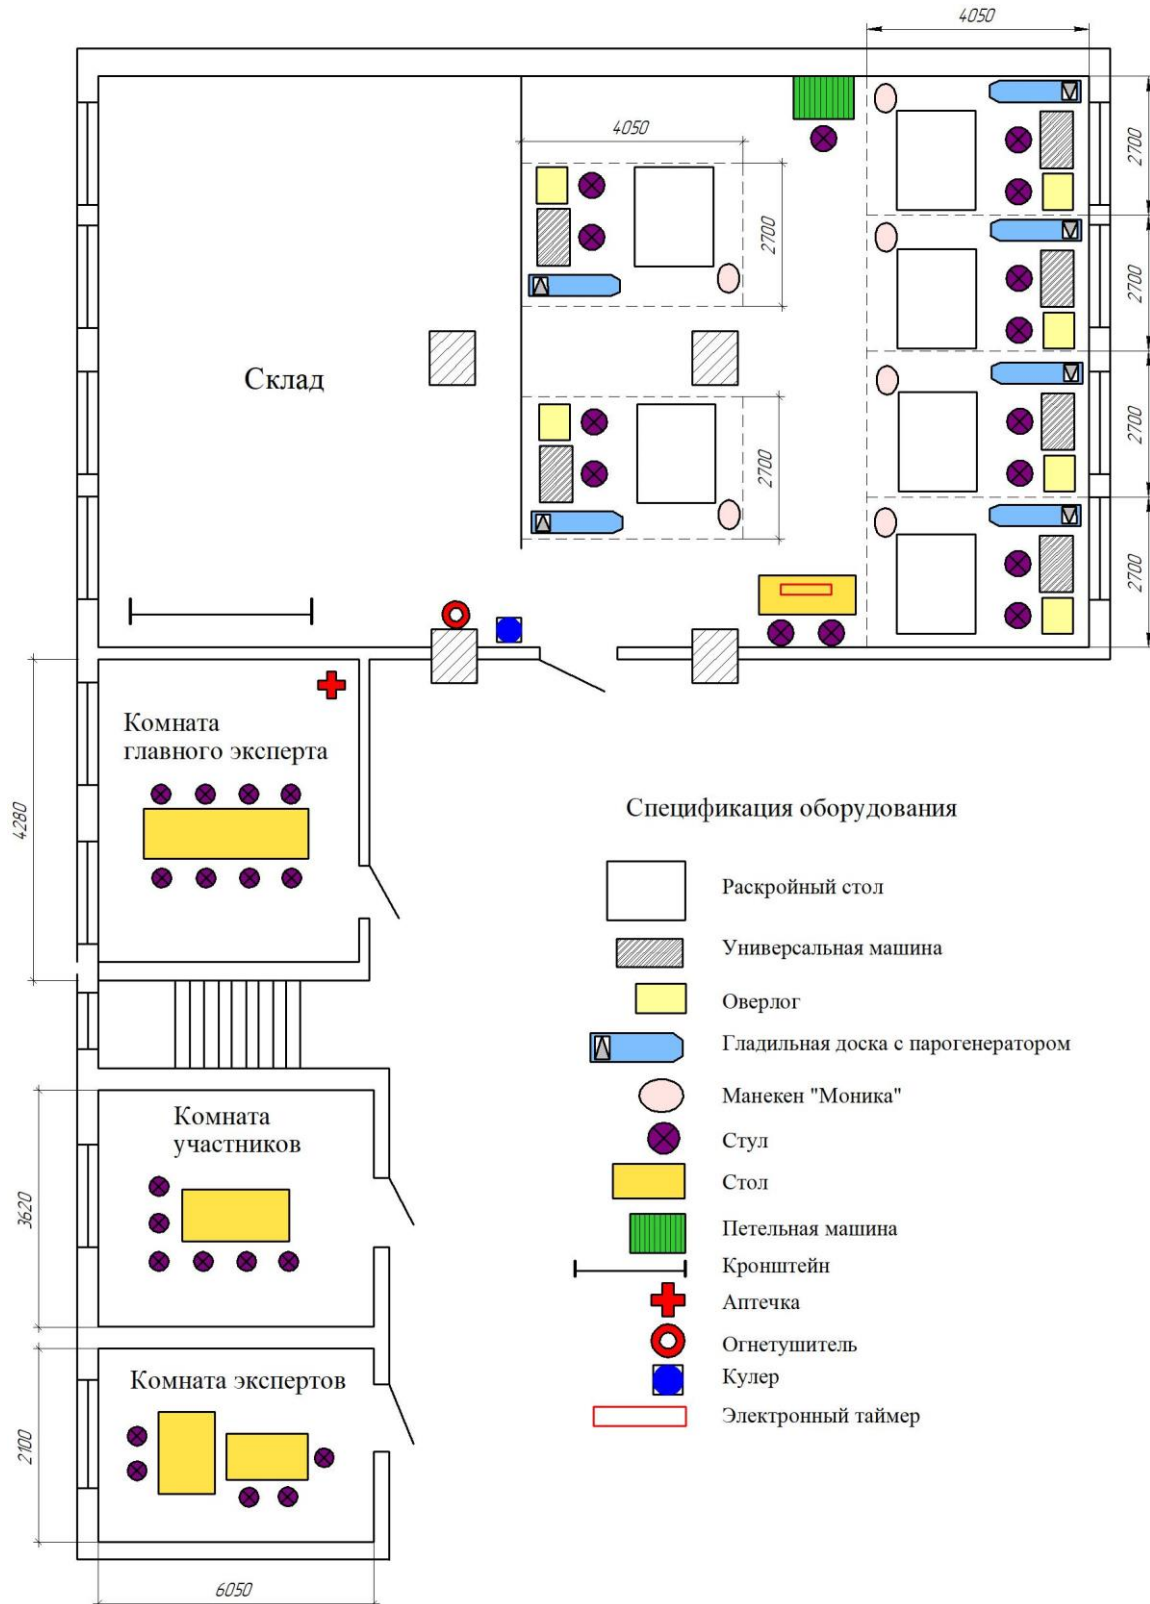 4050
4050
2700
2700
2700
2700
2700
2700
Склад
Комната
главного эксперта
4280
Спецификация оборудования
Раскройный стол
Универсальная машина
Оверлог
Гладильная доска с парогенератором
Манекен "Моника"
Стул
Стол
Петельная машина
Кронштейн
Аптечка
Огнетушитель
Кулер
Электронный таймер
Комната
участников
3620
Комната экспертов
2100
6050